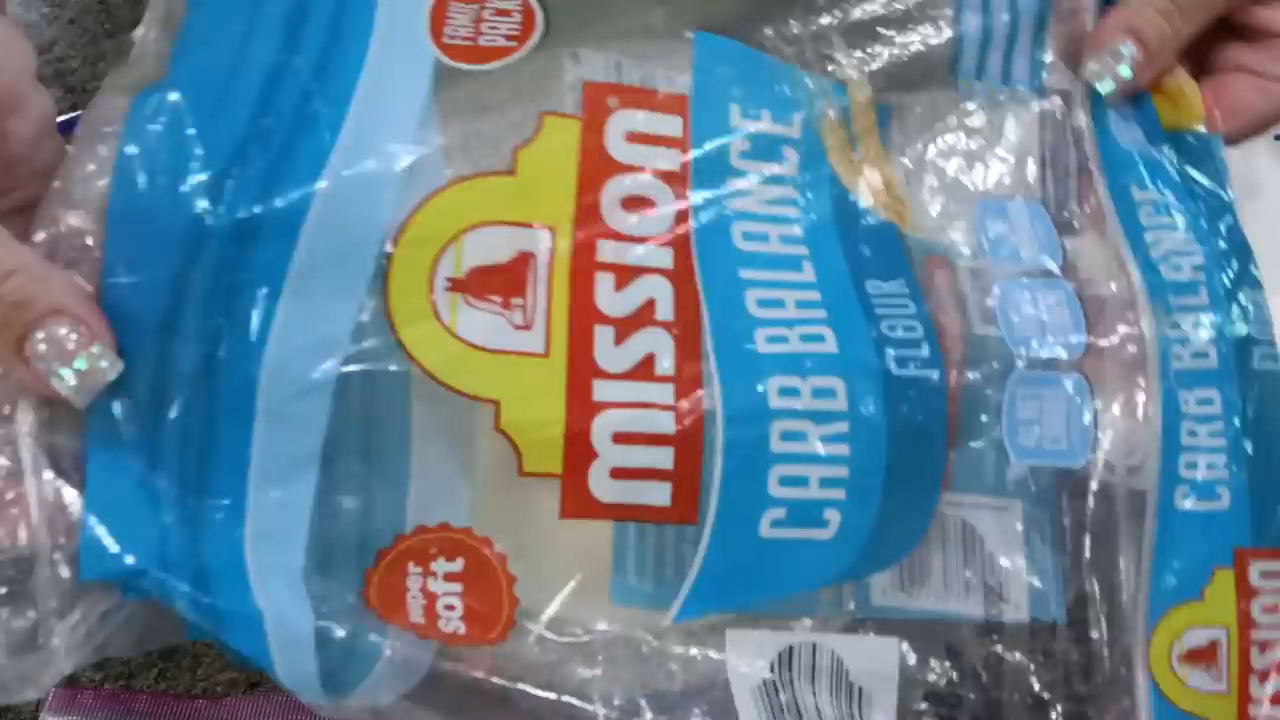 FAMILY
PACK
MISSION
CARB BALANCE
FLOUR
super
soft
CARB BALANCE
MISSION